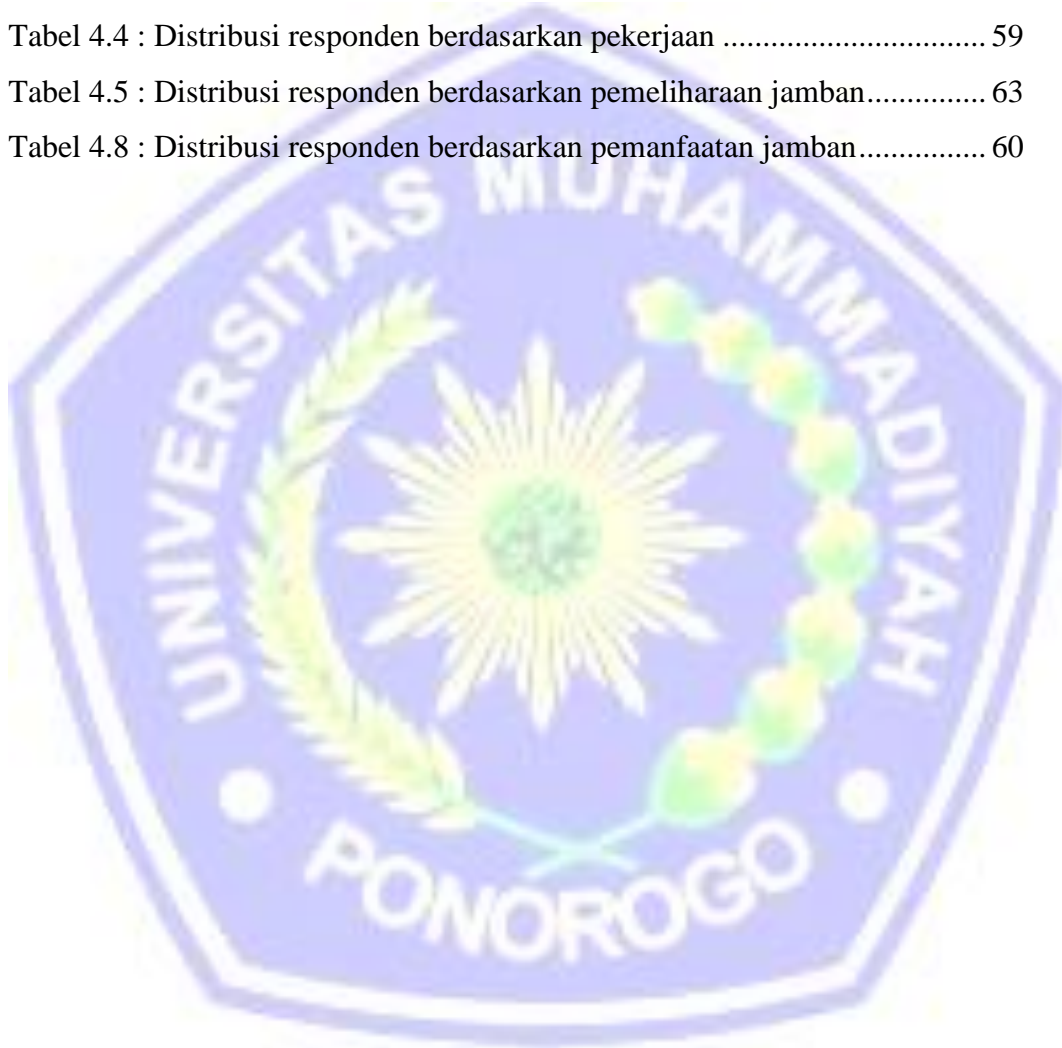 Tabel 4.4 : Distribusi responden berdasarkan pekerjaan ................................. 59
Tabel 4.5 : Distribusi responden berdasarkan pemeliharaan jamban............... 63
Tabel 4.8 : Distribusi responden berdasarkan pemanfaatan jamban................ 60
UNIVERSITAS MUHAMMADIYAH
PONOROGO